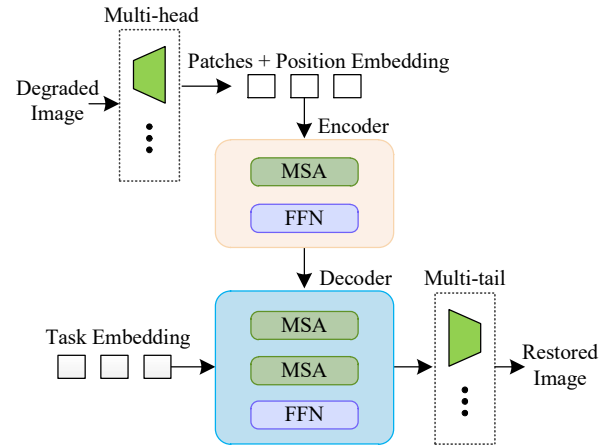 Multi-head
Degraded
Image
Patches + Position Embedding
Encoder
MSA
FFN
Decoder
Multi-tail
Task Embedding
MSA
MSA
FFN
Restored
Image